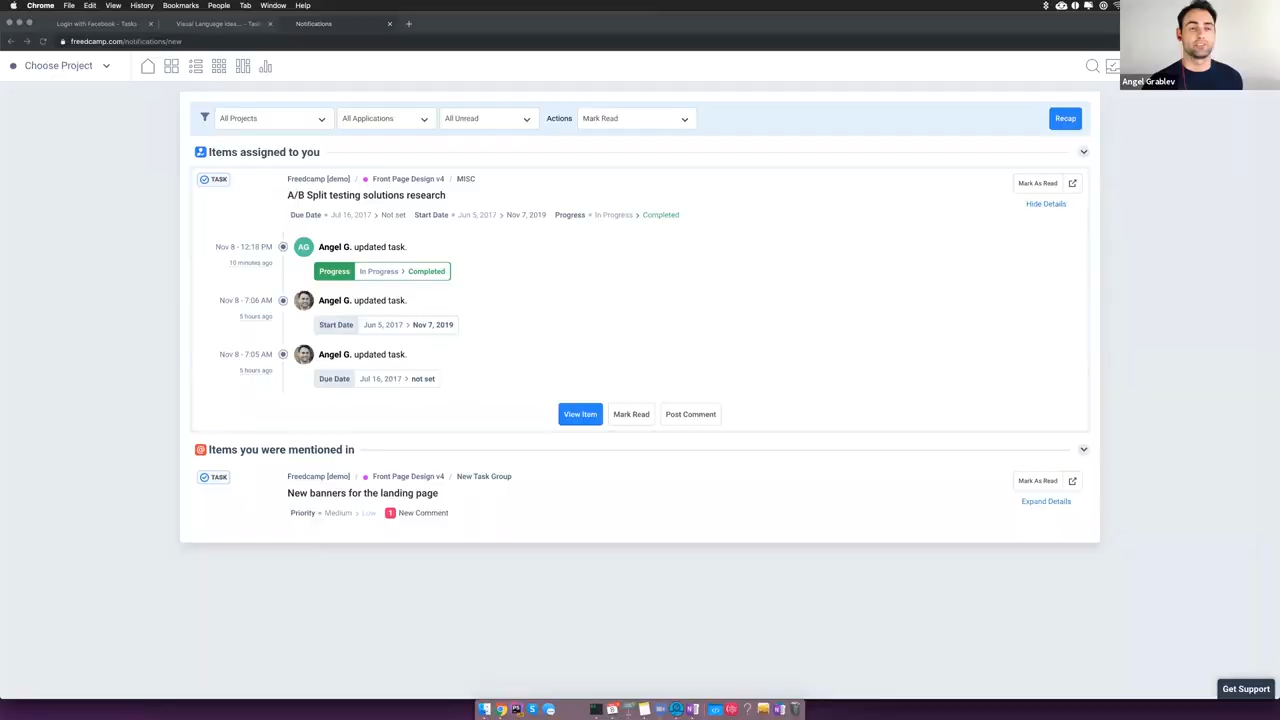 Chrome File Edit View History Bookmarks People Tab Window Help
Login with Facebook - Tasks Visual Language idea... - Task Notifications
freedcamp.com/notifications/new
Choose Project
Angel Grablev
All Projects All Applications All Unread Actions Mark Read Recap
Items assigned to you
TASK Freedcamp [demo] / Front Page Design v4 / MISC Mark As Read
A/B Split testing solutions research
Hide Details
Due Date Jul 16, 2017 > Not set Start Date Jun 5, 2017 > Nov 7, 2019 Progress In Progress > Completed
Nov 8 - 12:18 PM AG Angel G. updated task.
10 minutes ago
Progress In Progress > Completed
Nov 8 - 7:06 AM Angel G. updated task.
5 hours ago
Start Date Jun 5, 2017 > Nov 7, 2019
Nov 8 - 7:05 AM Angel G. updated task.
5 hours ago
Due Date Jul 16, 2017 > not set
View Item Mark Read Post Comment
Items you were mentioned in
TASK Freedcamp [demo] / Front Page Design v4 / New Task Group Mark As Read
New banners for the landing page
Expand Details
Priority Medium > Low 1 New Comment
Get Support